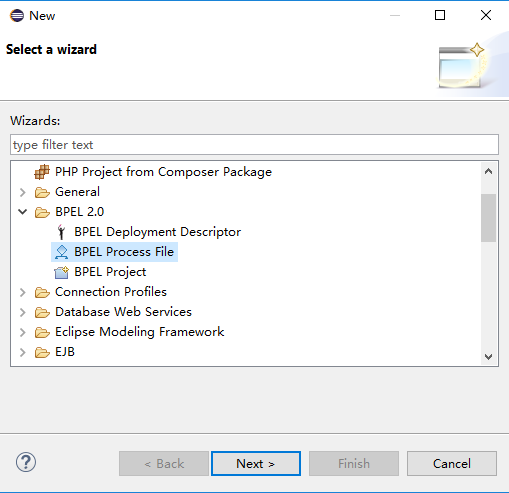 New
Select a wizard
Wizards:
type filter text
PHP Project from Composer Package
General
BPEL 2.0
BPEL Deployment Descriptor
BPEL Process File
BPEL Project
Connection Profiles
Database Web Services
Eclipse Modeling Framework
EJB
? < Back Next > Finish Cancel